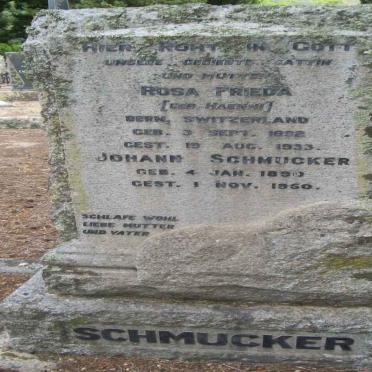 HIER RUHT IN GOTT
UNSERE GELIEBTE GATTIN
UND MUTTER
ROSA FRIEDA
[GEB. HAENNI]
BERN, SWITZERLAND
GEB. 3 SEPT. 1892
GEST. 19 AUG. 1933.
JOHANN SCHMUCKER
GEB. 4 JAN. 1890
GEST. 1 NOV. 1960.
SCHLAFE WOHL
LIEBE MUTTER
UND VATER
SCHMUCKER